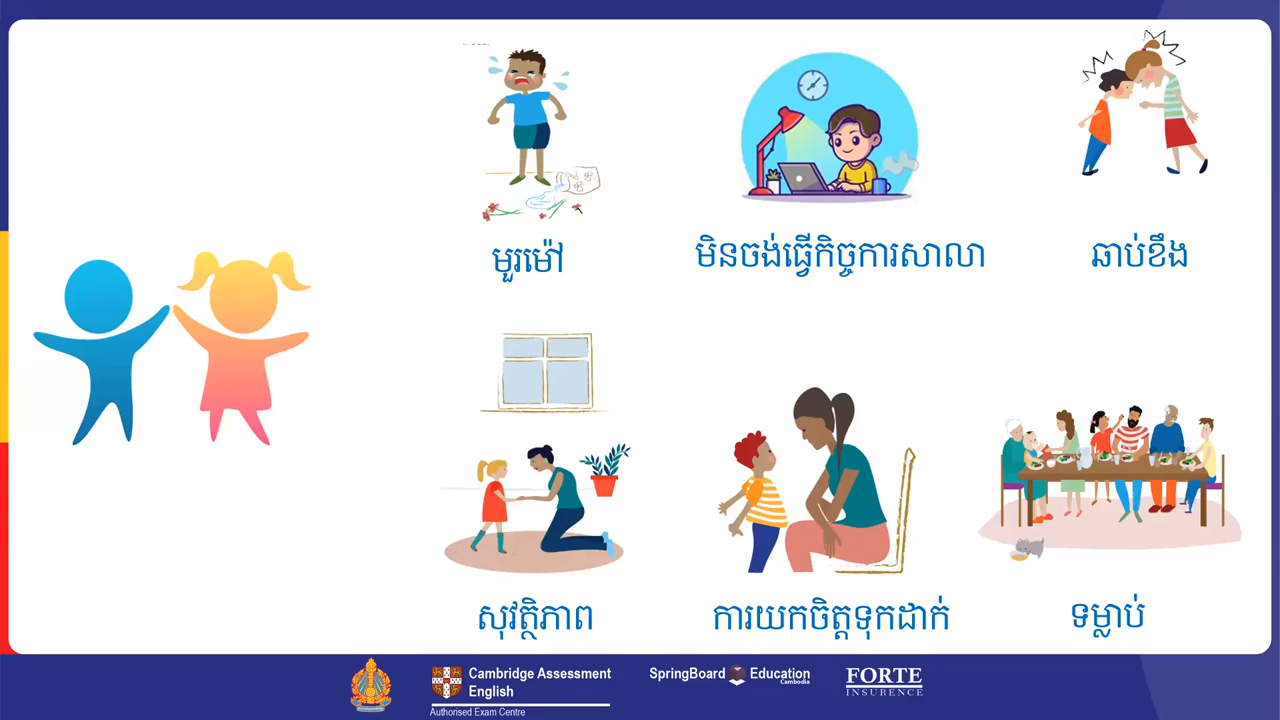 មួរម៉ៅ
មិនចង់ធ្វើកិច្ចការសាលា
ឆាប់ខឹង
សុវត្ថិភាព
ការយកចិត្តទុកដាក់
ទម្លាប់
Cambridge Assessment
English
Authorised Exam Centre
SpringBoard Education
Cambodia
FORTE
INSURENCE